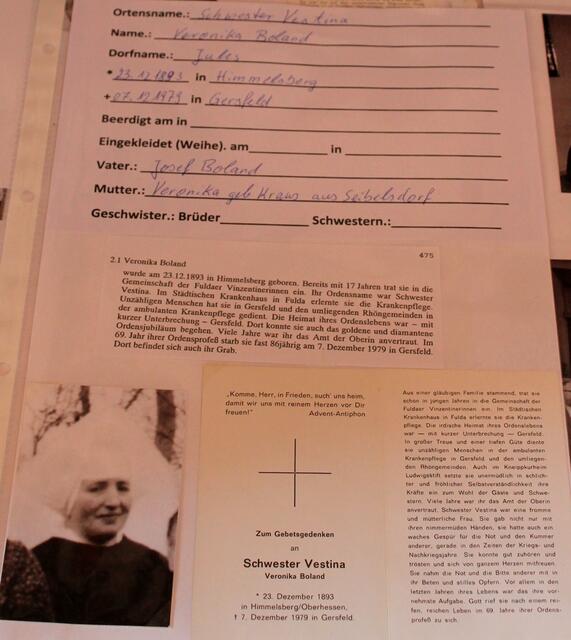 Ortensname.: Schwester Vestina
Name.: Veronika Boland
Dorfname.: Jules
* 23.12.1893 in Himmelsberg
+ 07.12.1979 in Gersfeld
Beerdigt am in
Eingekleidet (Weihe). am in
Vater.: Josef Boland
Mutter.: Veronika geb Kraus aus Seibelsdorf
Geschwister.: Brüder Schwestern.:
475
2.1 Veronika Boland
wurde am 23.12.1893 in Himmelsberg geboren. Bereits mit 17 Jahren trat sie in die
Gemeinschaft der Fuldaer Vinzentinerinnen ein. Ihr Ordensname war Schwester
Vestina. Im Städtischen Krankenhaus in Fulda erlernte sie die Krankenpflege.
Unzähligen Menschen hat sie in Gersfeld und den umliegenden Rhöngemeinden in
der ambulanten Krankenpflege gedient. Die Heimat ihres Ordenslebens war – mit
kurzer Unterbrechung – Gersfeld. Dort konnte sie auch das goldene und diamantene
Ordensjubiläum begehen. Viele Jahre war ihr das Amt der Oberin anvertraut. Im
69. Jahr ihrer Ordensprofeß starb sie fast 86jährig am 7. Dezember 1979 in Gersfeld.
Dort befindet sich auch ihr Grab.
„Komme, Herr, in Frieden, such' uns heim,
damit wir uns mit reinem Herzen vor Dir
freuen!" Advent-Antiphon
Zum Gebetsgedenken
an
Schwester Vestina
Veronika Boland
* 23. Dezember 1893
in Himmelsberg/Oberhessen,
† 7. Dezember 1979 in Gersfeld.
Aus einer gläubigen Familie stammend, trat sie
schon in jungen Jahren in die Gemeinschaft der
Fuldaer Vinzentinerinnen ein. Im Städtischen
Krankenhaus in Fulda erlernte sie die Kranken-
pflege. Die irdische Heimat ihres Ordenslebens
war — mit kurzer Unterbrechung — Gersfeld.
In großer Treue und einer tiefen Güte diente
sie unzähligen Menschen in der ambulanten
Krankenpflege in Gersfeld und den umliegen-
den Rhöngemeinden. Auch im Kneippkurheim
Ludwigstift setzte sie unermüdlich in schlich-
ter und fröhlicher Selbstverständlichkeit ihre
Kräfte ein zum Wohl der Gäste und Schwe-
stern. Viele Jahre war ihr das Amt der Oberin
anvertraut. Schwester Vestina war eine fromme
und mütterliche Frau. Sie gab nicht nur mit
ihren nimmermüden Händen, sie hatte auch ein
waches Gespür für die Not und den Kummer
anderer, gerade in den Zeiten der Kriegs- und
Nachkriegsjahre. Sie konnte gut zuhören und
trösten und sich von ganzem Herzen mitfreuen.
Sie nahm die Not und die Bitte anderer mit in
ihr Beten und stilles Opfern. Vor allem in den
letzten Jahren ihres Lebens war das ihre vor-
nehmste Aufgabe. Gott rief sie nach einem rei-
fen, reichen Leben im 69. Jahre ihrer Ordens-
profeß zu sich.